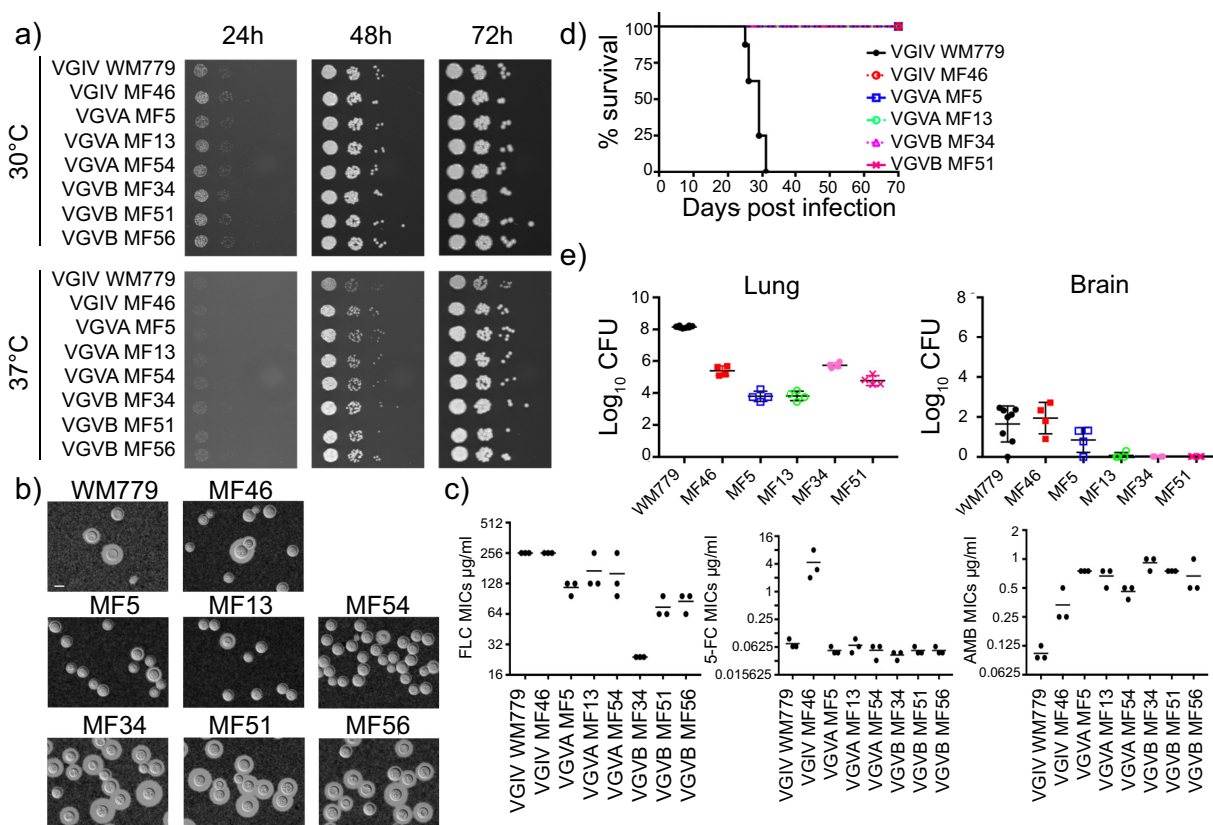 a)
24h
48h
72h
30°C
VGIV WM779
VGIV MF46
VGVA MF5
VGVA MF13
VGVA MF54
VGVB MF34
VGVB MF51
VGVB MF56
37°C
VGIV WM779
VGIV MF46
VGVA MF5
VGVA MF13
VGVA MF54
VGVB MF34
VGVB MF51
VGVB MF56
b)
WM779
MF46
MF5
MF13
MF54
MF34
MF51
MF56
d)
% survival
100
75
50
25
0
0
10
20
30
40
50
60
70
Days post infection
VGIV WM779
VGIV MF46
VGVA MF5
VGVA MF13
VGVB MF34
VGVB MF51
e)
Lung
Log10 CFU
10
8
6
4
2
0
WM779
MF46
MF5
MF13
MF34
MF51
Brain
Log10 CFU
8
6
4
2
0
WM779
MF46
MF5
MF13
MF34
MF51
c)
FLC MICs µg/ml
512
256
128
64
32
16
VGIV WM779
VGIV MF46
VGVA MF5
VGVA MF13
VGVA MF54
VGVB MF34
VGVB MF51
VGVB MF56
5-FC MICs µg/ml
16
4
1
0.25
0.0625
0.015625
VGIV WM779
VGIV MF46
VGVA MF5
VGVA MF13
VGVA MF54
VGVB MF34
VGVB MF51
VGVB MF56
AMB MICs µg/ml
2
1
0.5
0.25
0.125
0.0625
VGIV WM779
VGIV MF46
VGVA MF5
VGVA MF13
VGVA MF54
VGVB MF34
VGVB MF51
VGVB MF56